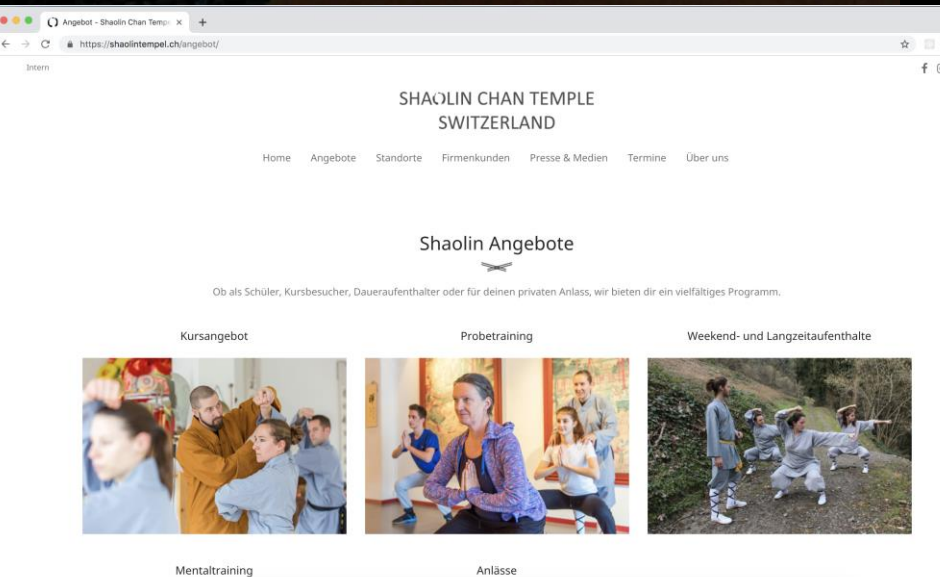 Angebot – Shaolin Chan Temp
https://shaolintempel.ch/angebot/
Intern
SHAOLIN CHAN TEMPLE
SWITZERLAND
Home Angebote Standorte Firmenkunden Presse & Medien Termine Über uns
Shaolin Angebote
Ob als Schüler, Kursbesucher, Daueraufenthalter oder für deinen privaten Anlass, wir bieten dir ein vielfältiges Programm.
Kursangebot Probetraining Weekend- und Langzeitaufenthalte
Mentaltraining Anlässe